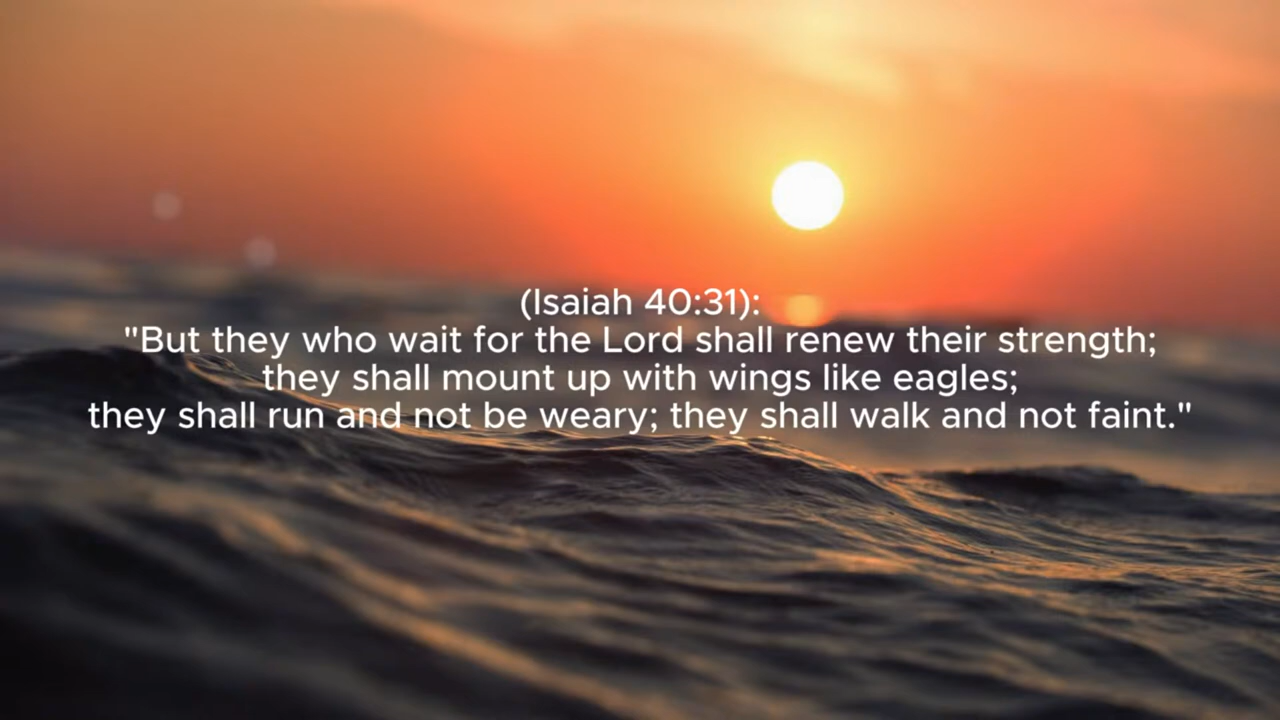 (Isaiah 40:31):
"But they who wait for the Lord shall renew their strength;
they shall mount up with wings like eagles;
they shall run and not be weary; they shall walk and not faint."